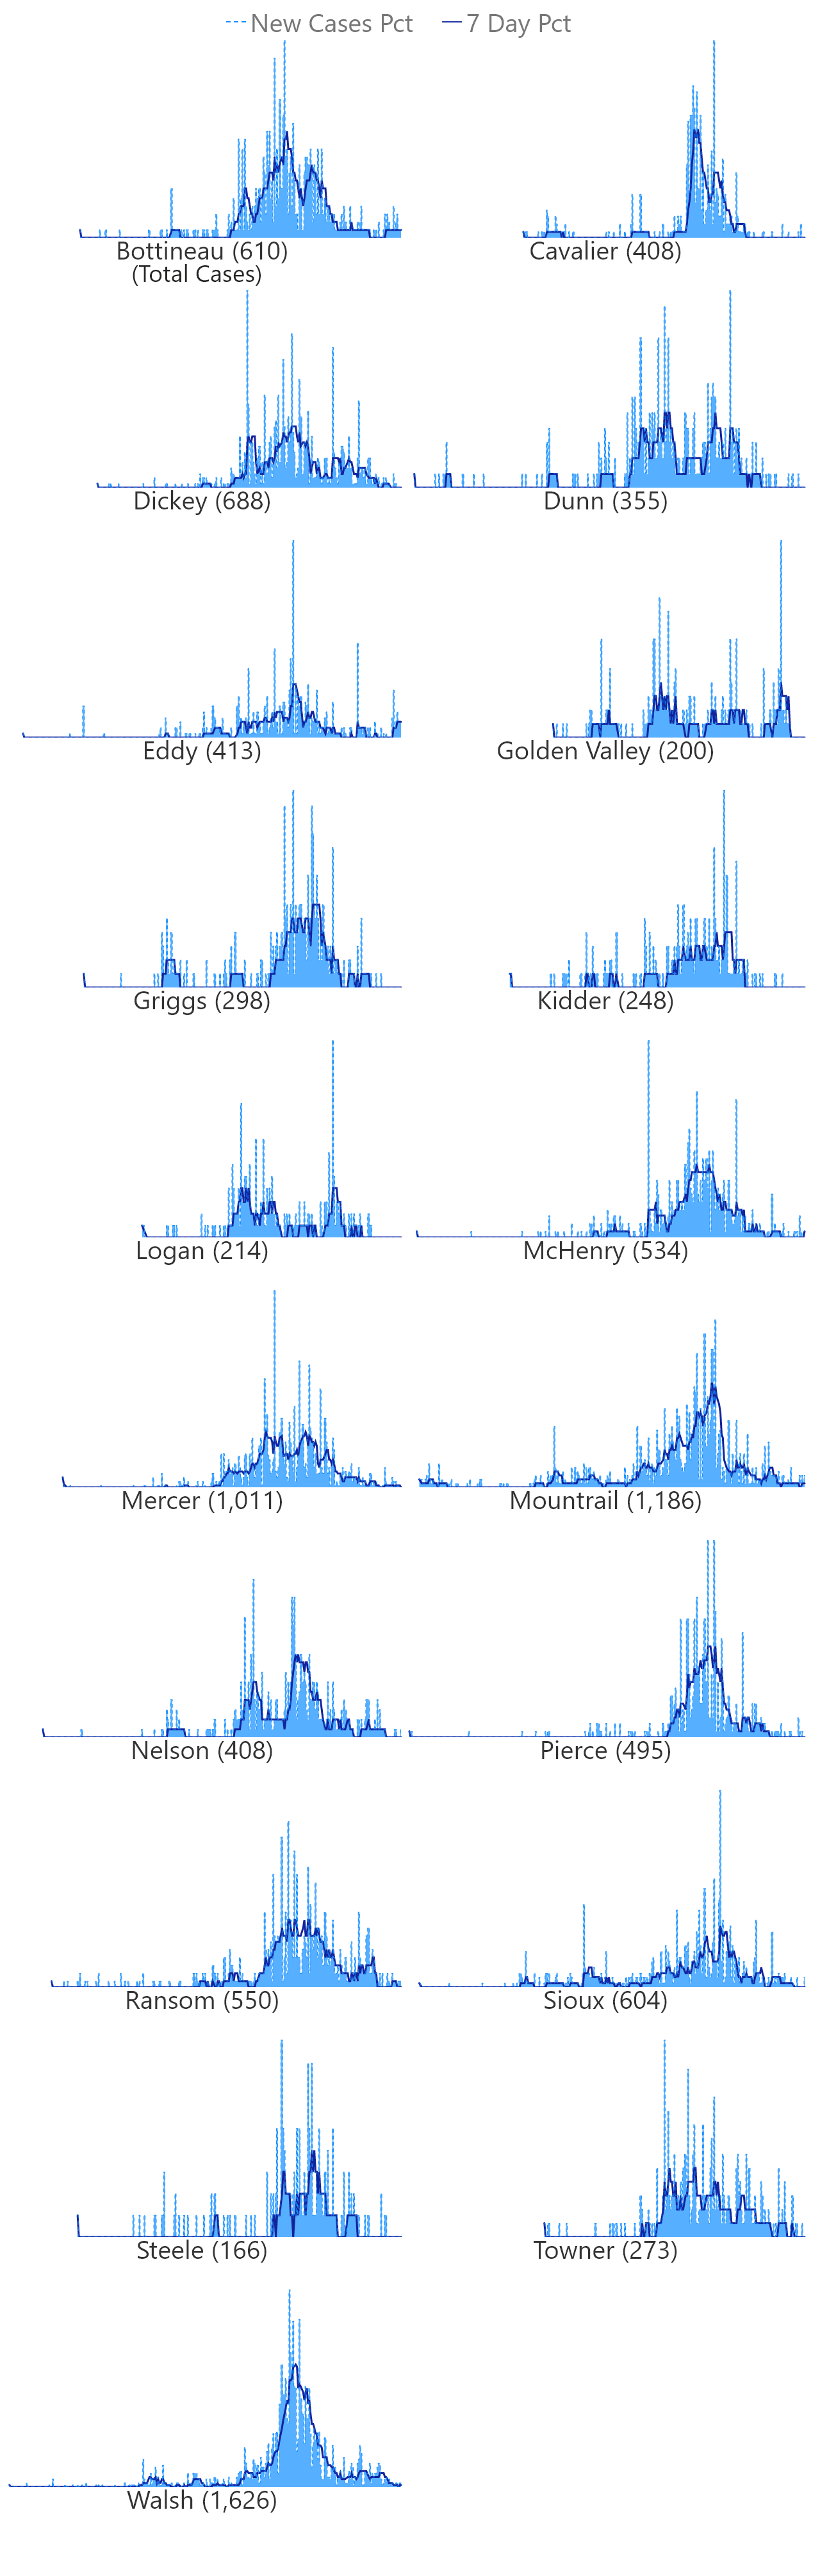 New Cases Pct 7 Day Pct
Bottineau (610) Cavalier (408)
(Total Cases)
Dickey (688) Dunn (355)
Eddy (413) Golden Valley (200)
Griggs (298) Kidder (248)
Logan (214) McHenry (534)
Mercer (1,011) Mountrail (1,186)
Nelson (408) Pierce (495)
Ransom (550) Sioux (604)
Steele (166) Towner (273)
Walsh (1,626)